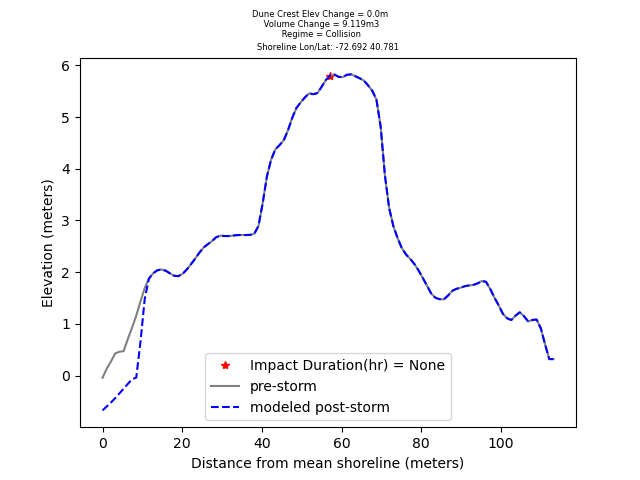 Dune Crest Elev Change = 0.0m
Volume Change = 9.119m3
Regime = Collision
Shoreline Lon/Lat: -72.692 40.781
6
5
4
3
2
1
0
Elevation (meters)
Impact Duration(hr) = None
pre-storm
modeled post-storm
0 20 40 60 80 100
Distance from mean shoreline (meters)